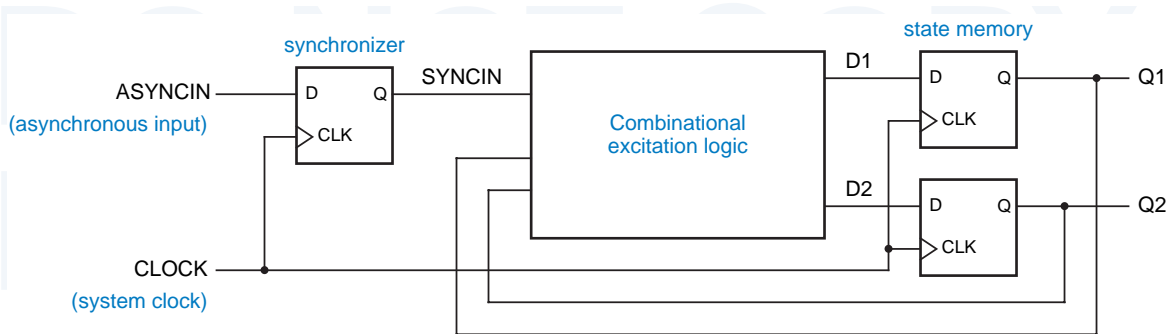 synchronizer
state memory
ASYNCIN
(asynchronous input)
D Q
CLK
SYNCIN
Combinational
excitation logic
D1
D Q
CLK
Q1
D2
D Q
CLK
Q2
CLOCK
(system clock)